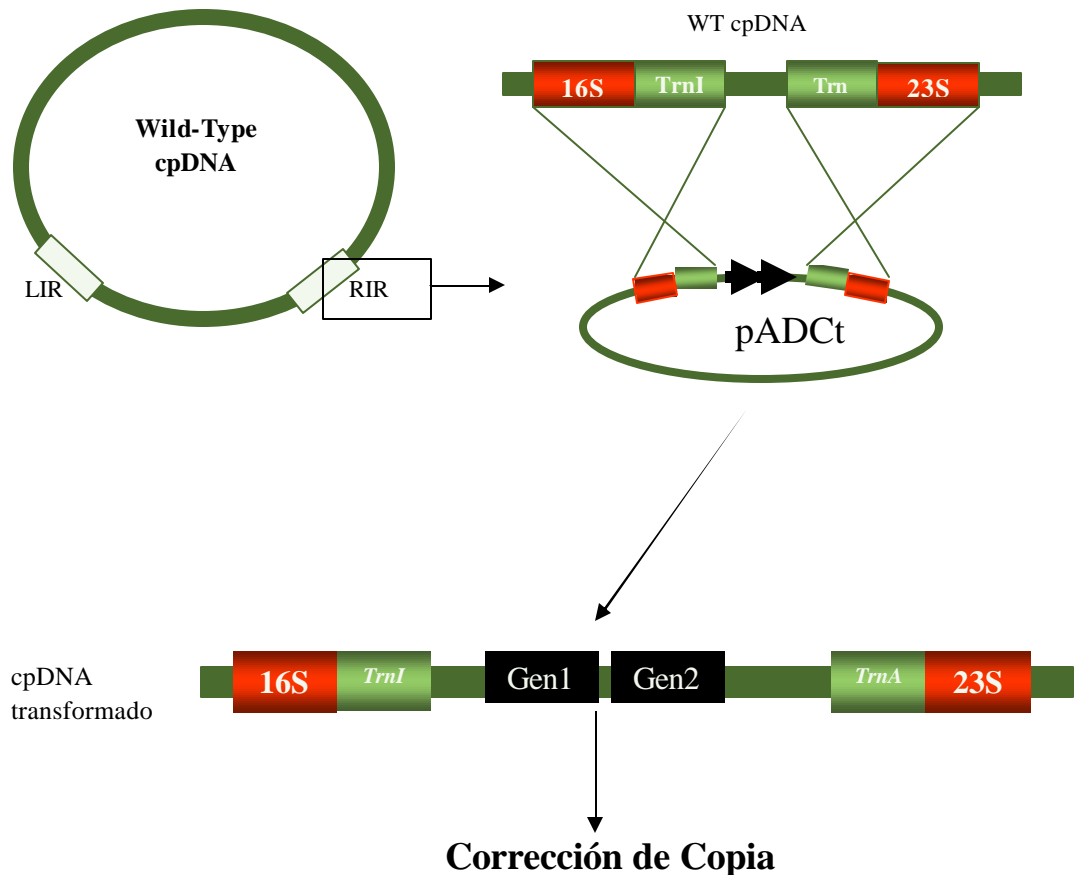 WT cpDNA
16S
TrnI
Trn
23S
Wild-Type
cpDNA
LIR
RIR
pADCt
cpDNA
transformado
16S
TrnI
Gen1
Gen2
TrnA
23S
Corrección de Copia